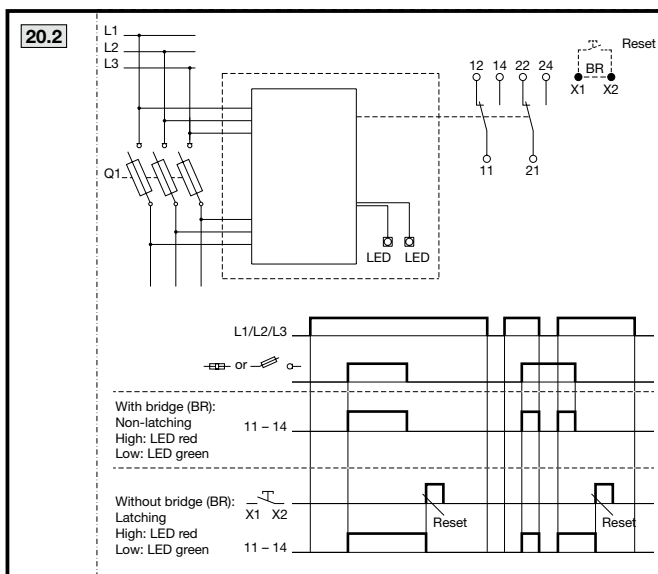 20.2
L1
L2
L3
Q1
12 14 22 24
11 21
Reset
BR
X1 X2
LED LED
L1/L2/L3
or
With bridge (BR):
Non-latching
High: LED red
Low: LED green
11 – 14
Without bridge (BR):
Latching
High: LED red
Low: LED green
X1 X2
Reset
Reset
11 – 14